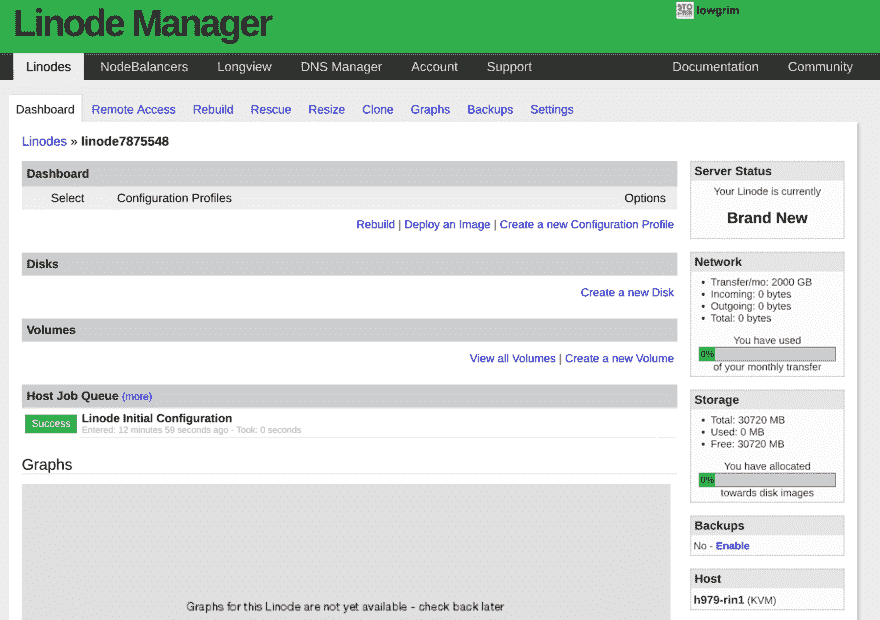 Linode Manager
lowgrim
Linodes NodeBalancers Longview DNS Manager Account Support Documentation Community
Dashboard Remote Access Rebuild Rescue Resize Clone Graphs Backups Settings
Linodes » linode7875548
Dashboard
Select Configuration Profiles Options
Rebuild | Deploy an Image | Create a new Configuration Profile
Disks
Create a new Disk
Volumes
View all Volumes | Create a new Volume
Host Job Queue (more)
Success Linode Initial Configuration
Entered: 12 minutes 59 seconds ago - Took: 0 seconds
Graphs
Graphs for this Linode are not yet available - check back later
Server Status
Your Linode is currently
Brand New
Network
• Transfer/mo: 2000 GB
• Incoming: 0 bytes
• Outgoing: 0 bytes
• Total: 0 bytes
You have used
0%
of your monthly transfer
Storage
• Total: 30720 MB
• Used: 0 MB
• Free: 30720 MB
You have allocated
0%
towards disk images
Backups
No - Enable
Host
h979-rin1 (KVM)